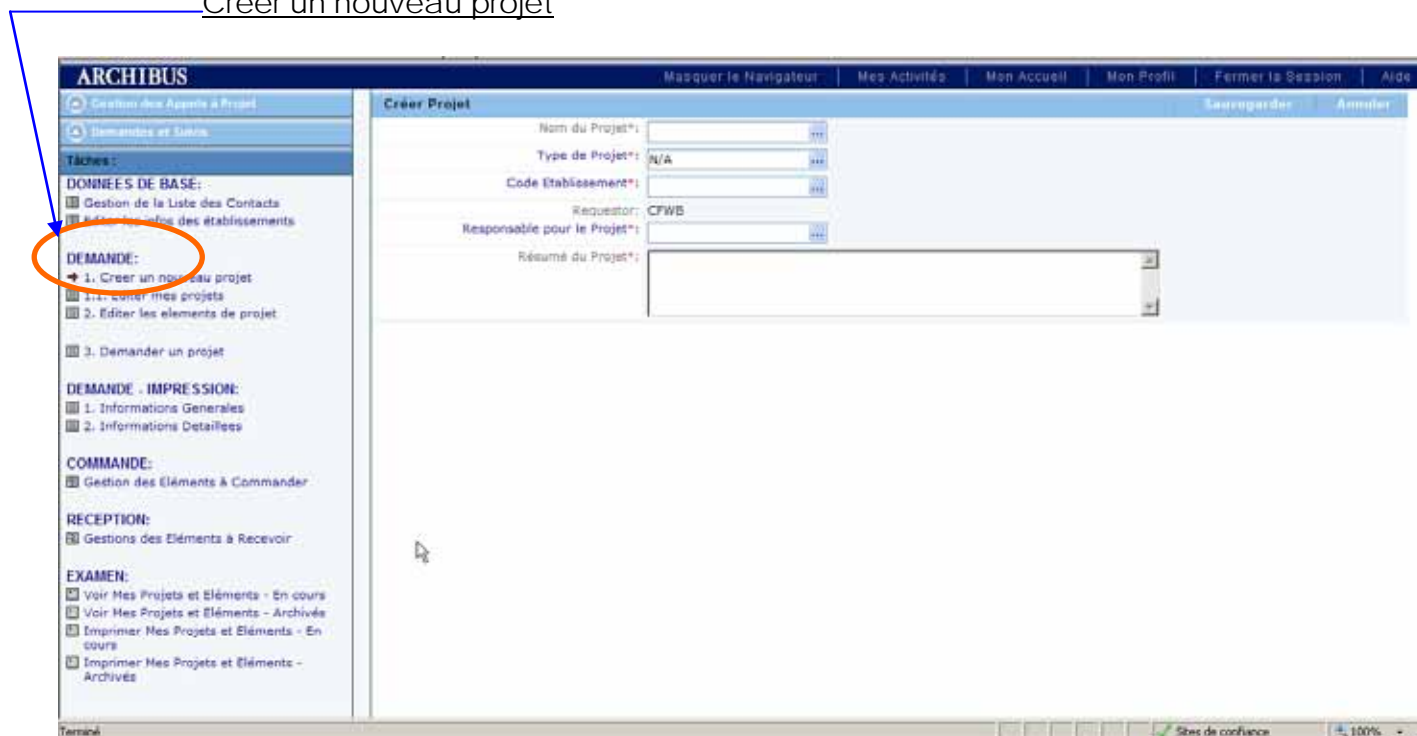 Créer un nouveau projet
ARCHIBUS
Masquer le Navigateur | Mes Activités | Mon Accueil | Mon Profil | Fermer la Session | Aide
Gestion des Appels à Projet
Demandes et Suivis
Tâches :
DONNEES DE BASE:
Gestion de la Liste des Contacts
Editer les infos des établissements
DEMANDE:
1. Creer un nouveau projet
1.1. Editer mes projets
2. Editer les elements de projet
3. Demander un projet
DEMANDE - IMPRESSION:
1. Informations Generales
2. Informations Detaillees
COMMANDE:
Gestion des Eléments à Commander
RECEPTION:
Gestions des Eléments à Recevoir
EXAMEN:
Voir Mes Projets et Eléments - En cours
Voir Mes Projets et Eléments - Archivés
Imprimer Mes Projets et Eléments - En
cours
Imprimer Mes Projets et Eléments -
Archivés
Créer Projet
Sauvegarder Annuler
Nom du Projet*:
Type de Projet*: N/A
Code Etablissement*:
Requestor: CFWB
Responsable pour le Projet*:
Résumé du Projet*:
Terminé
Sites de confiance
100%